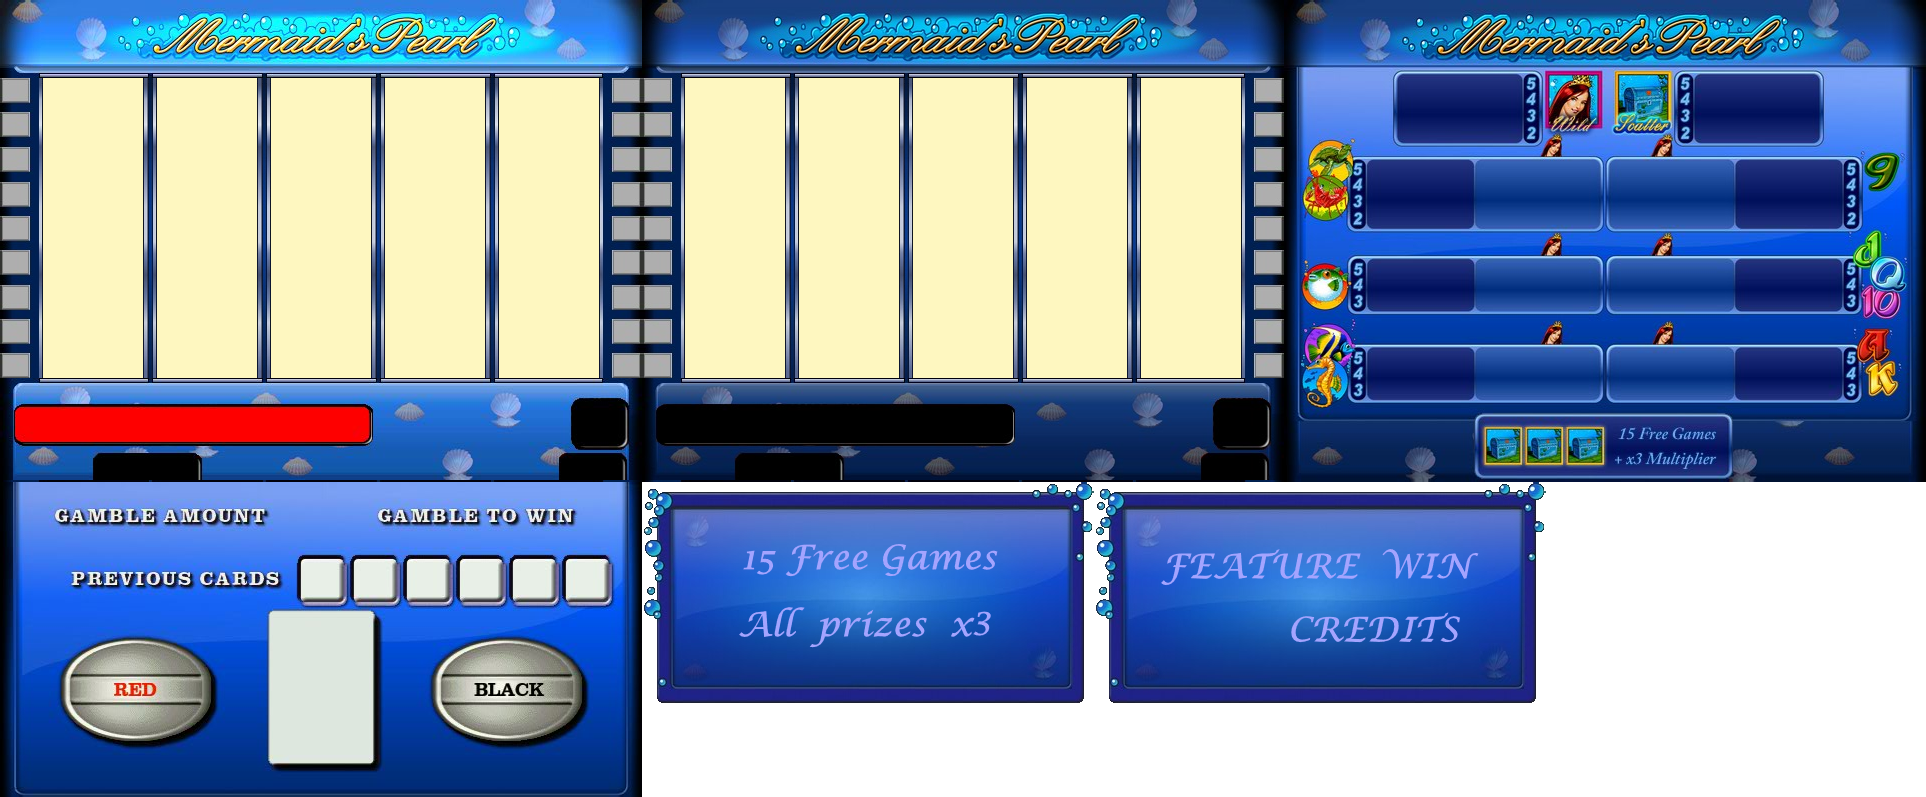 Mermaid's Pearl
Mermaid's Pearl
Mermaid's Pearl
5
4
3
2
Wild
Scatter
5
4
3
2
5
4
3
2
5
4
3
2
9
5
4
3
5
4
3
J
Q
10
5
4
3
5
4
3
A
K
15 Free Games
+ x3 Multiplier
GAMBLE AMOUNT
GAMBLE TO WIN
PREVIOUS CARDS
RED
BLACK
15 Free Games
All prizes x3
FEATURE WIN
CREDITS